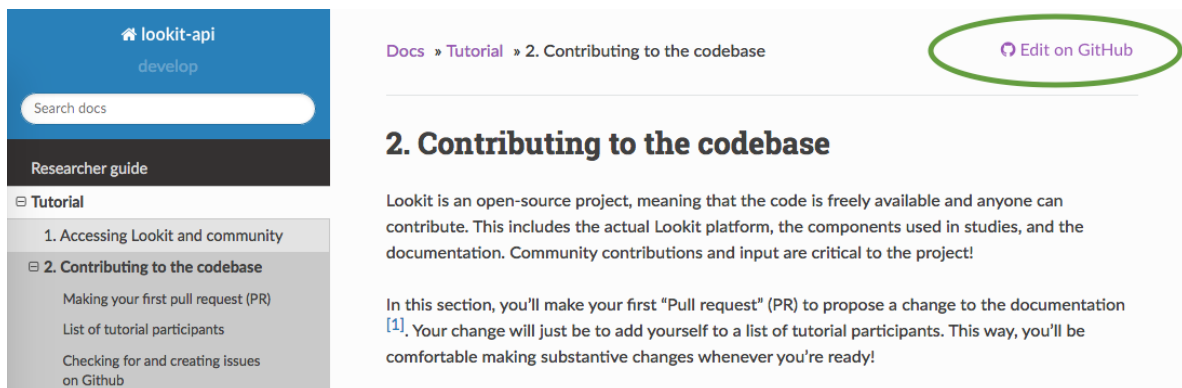 lookit-api
develop
Search docs
Researcher guide
Tutorial
1. Accessing Lookit and community
2. Contributing to the codebase
Making your first pull request (PR)
List of tutorial participants
Checking for and creating issues
on Github
Docs » Tutorial » 2. Contributing to the codebase
Edit on GitHub
2. Contributing to the codebase
Lookit is an open-source project, meaning that the code is freely available and anyone can
contribute. This includes the actual Lookit platform, the components used in studies, and the
documentation. Community contributions and input are critical to the project!
In this section, you’ll make your first “Pull request” (PR) to propose a change to the documentation
[1]. Your change will just be to add yourself to a list of tutorial participants. This way, you’ll be
comfortable making substantive changes whenever you’re ready!